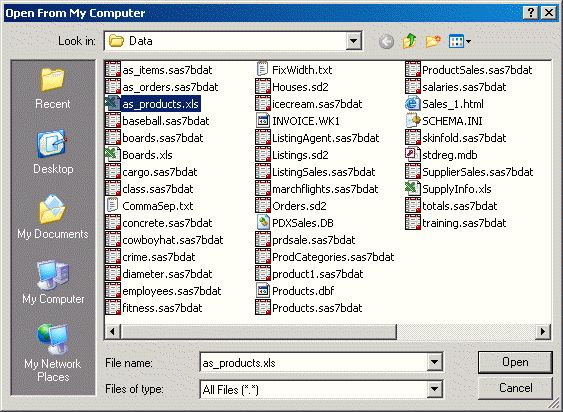 Open From My Computer
Look in:
Data
Recent
Desktop
My Documents
My Computer
My Network
Places
as_items.sas7bdat
as_orders.sas7bdat
as_products.xls
baseball.sas7bdat
boards.sas7bdat
Boards.xls
cargo.sas7bdat
class.sas7bdat
CommaSep.txt
concrete.sas7bdat
cowboyhat.sas7bdat
crime.sas7bdat
diameter.sas7bdat
employees.sas7bdat
fitness.sas7bdat
FixWidth.txt
Houses.sd2
icecream.sas7bdat
INVOICE.WK1
ListingAgent.sas7bdat
Listings.sd2
ListingSales.sas7bdat
marchflights.sas7bdat
Orders.sd2
PDXSales.DB
prdsale.sas7bdat
ProdCategories.sas7bdat
product1.sas7bdat
Products.dbf
Products.sas7bdat
ProductSales.sas7bdat
salaries.sas7bdat
Sales_1.html
SCHEMA.INI
skinfold.sas7bdat
stdreg.mdb
SupplierSales.sas7bdat
SupplyInfo.xls
totals.sas7bdat
training.sas7bdat
File name:
as_products.xls
Open
Files of type:
All Files (*.*)
Cancel